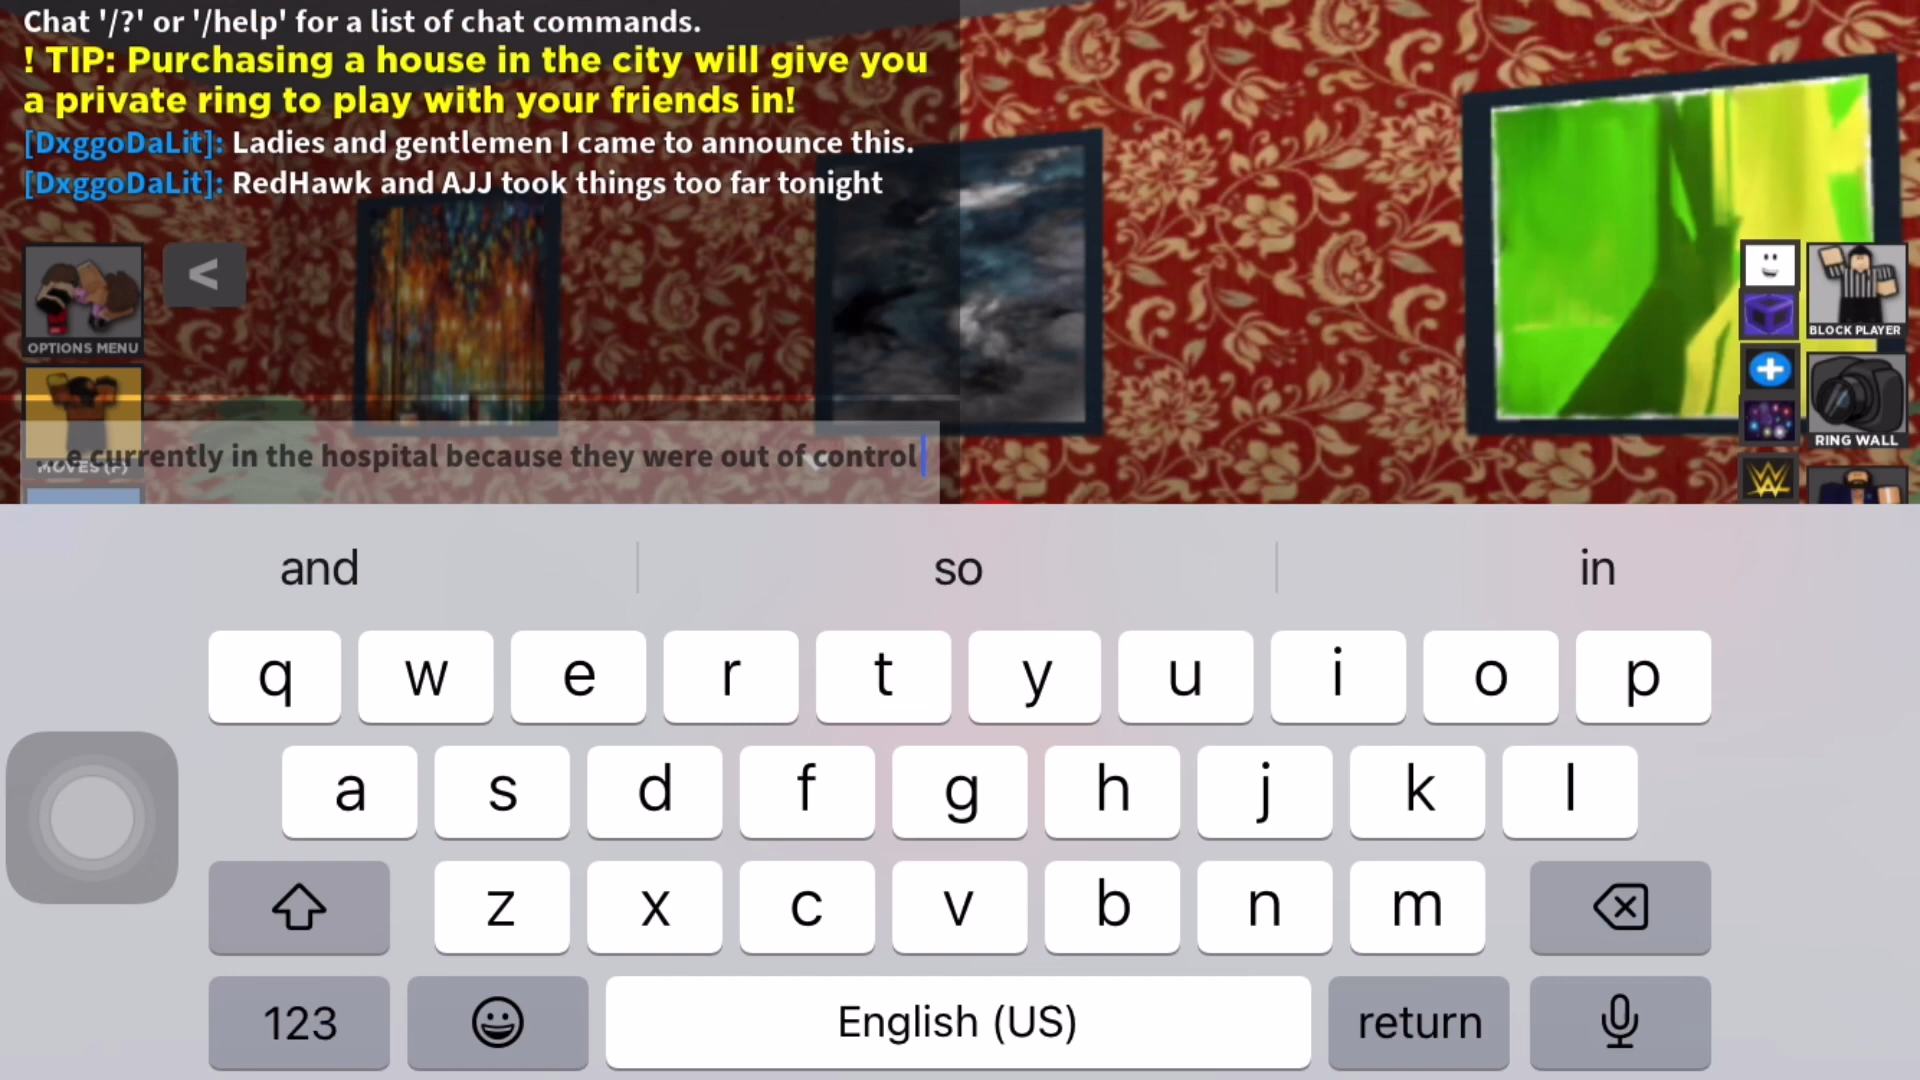 Chat '/?' or '/help' for a list of chat commands.
! TIP: Purchasing a house in the city will give you
a private ring to play with your friends in!
[DxggoDaLit]: Ladies and gentlemen I came to announce this.
[DxggoDaLit]: RedHawk and AJJ took things too far tonight
<
OPTIONS MENU
BLOCK PLAYER
RING WALL
e currently in the hospital because they were out of control
MOVES (F)
W
and so in
q w e r t y u i o p
a s d f g h j k l
z x c v b n m
123 English (US) return